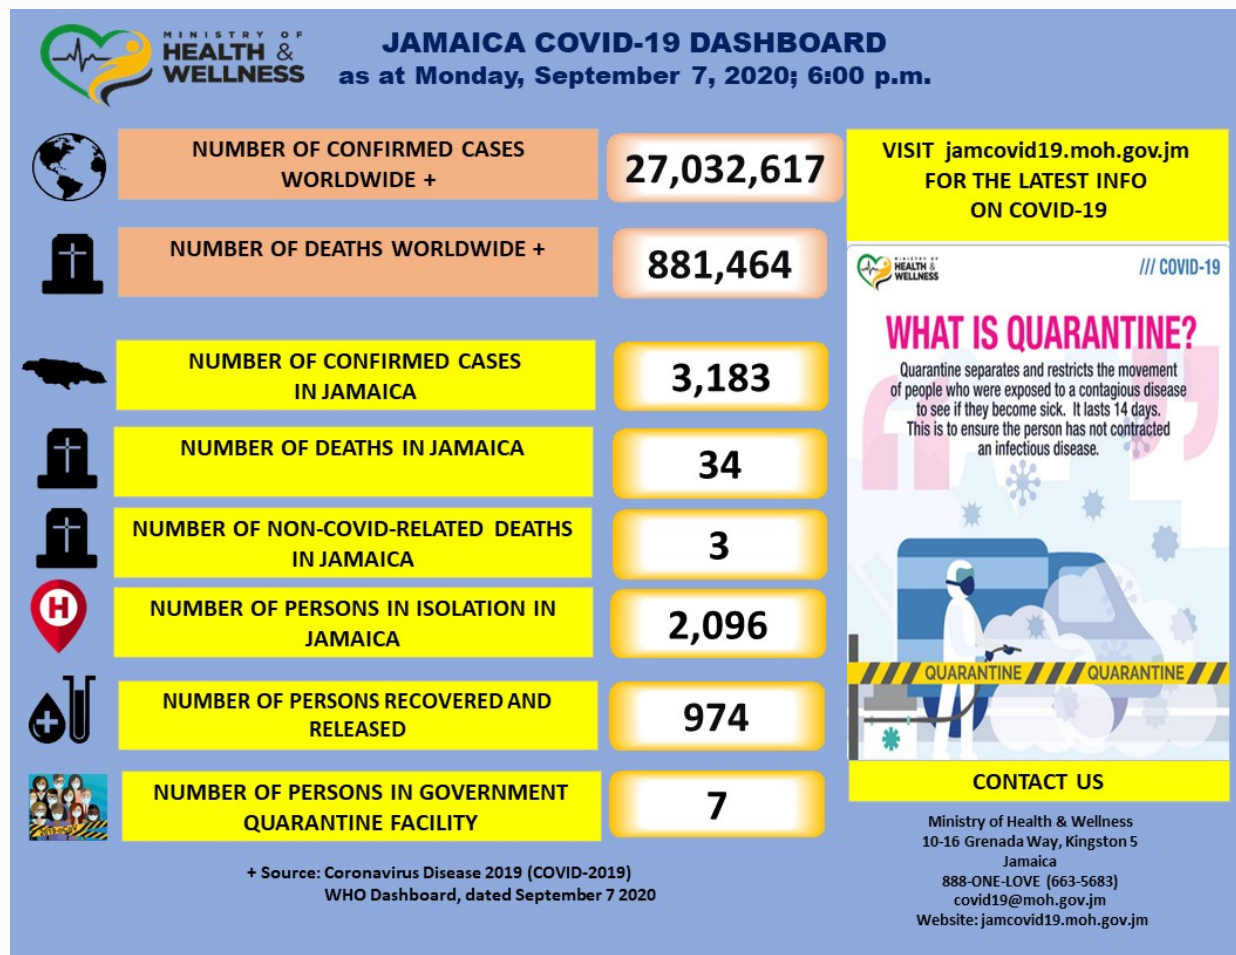 MINISTRY OF
HEALTH &
WELLNESS
JAMAICA COVID-19 DASHBOARD
as at Monday, September 7, 2020; 6:00 p.m.
NUMBER OF CONFIRMED CASES
WORLDWIDE +
27,032,617
NUMBER OF DEATHS WORLDWIDE +
881,464
NUMBER OF CONFIRMED CASES
IN JAMAICA
3,183
NUMBER OF DEATHS IN JAMAICA
34
NUMBER OF NON-COVID-RELATED DEATHS
IN JAMAICA
3
H
NUMBER OF PERSONS IN ISOLATION IN
JAMAICA
2,096
NUMBER OF PERSONS RECOVERED AND
RELEASED
974
NUMBER OF PERSONS IN GOVERNMENT
QUARANTINE FACILITY
7
+ Source: Coronavirus Disease 2019 (COVID-2019)
WHO Dashboard, dated September 7 2020
VISIT jamcovid19.moh.gov.jm
FOR THE LATEST INFO
ON COVID-19
MINISTRY OF
HEALTH &
WELLNESS
/// COVID-19
WHAT IS QUARANTINE?
Quarantine separates and restricts the movement
of people who were exposed to a contagious disease
to see if they become sick. It lasts 14 days.
This is to ensure the person has not contracted
an infectious disease.
QUARANTINE
QUARANTINE
CONTACT US
Ministry of Health & Wellness
10-16 Grenada Way, Kingston 5
Jamaica
888-ONE-LOVE (663-5683)
covid19@moh.gov.jm
Website: jamcovid19.moh.gov.jm